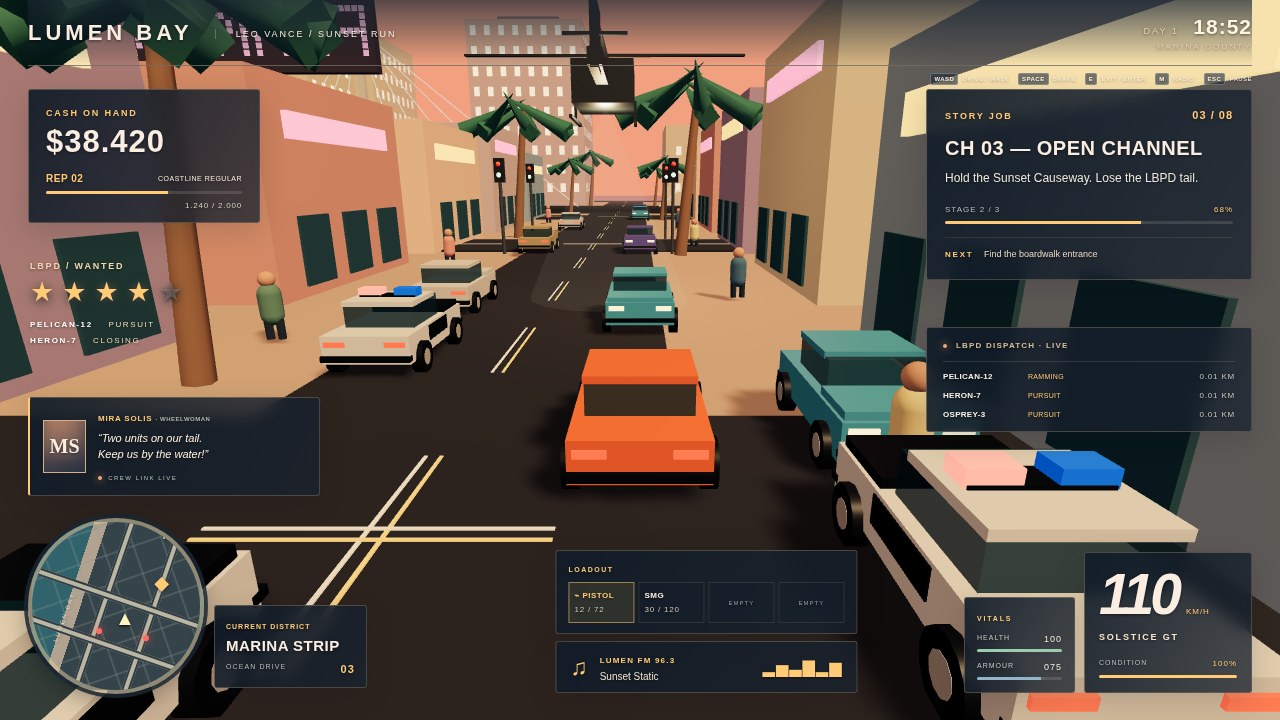 LUMEN BAY
LEO VANCE / SUNSET RUN
DAY 1 18:52
MARINA COUNTY
WASD SPACE E M ESC PAUSE
CASH ON HAND
$38.420
REP 02 COASTLINE REGULAR
1.240 / 2.000
STORY JOB 03 / 08
CH 03 — OPEN CHANNEL
Hold the Sunset Causeway. Lose the LBPD tail.
STAGE 2 / 3 68%
NEXT Find the boardwalk entrance
LBPD / WANTED
★ ★ ★ ★ ★
PELICAN-12 PURSUIT
HERON-7 CLOSING
LBPD DISPATCH · LIVE
PELICAN-12 RAMMING 0.01 KM
HERON-7 PURSUIT 0.01 KM
OSPREY-3 PURSUIT 0.01 KM
MS
MIRA SOLIS · WHEELWOMAN
“Two units on our tail.
Keep us by the water!”
CREW LINK LIVE
CURRENT DISTRICT
MARINA STRIP
OCEAN DRIVE 03
LOADOUT
PISTOL
12 / 72
SMG
30 / 120
EMPTY
EMPTY
LUMEN FM 96.3
Sunset Static
VITALS
HEALTH 100
ARMOUR 075
110 KM/H
SOLSTICE GT
CONDITION 100%